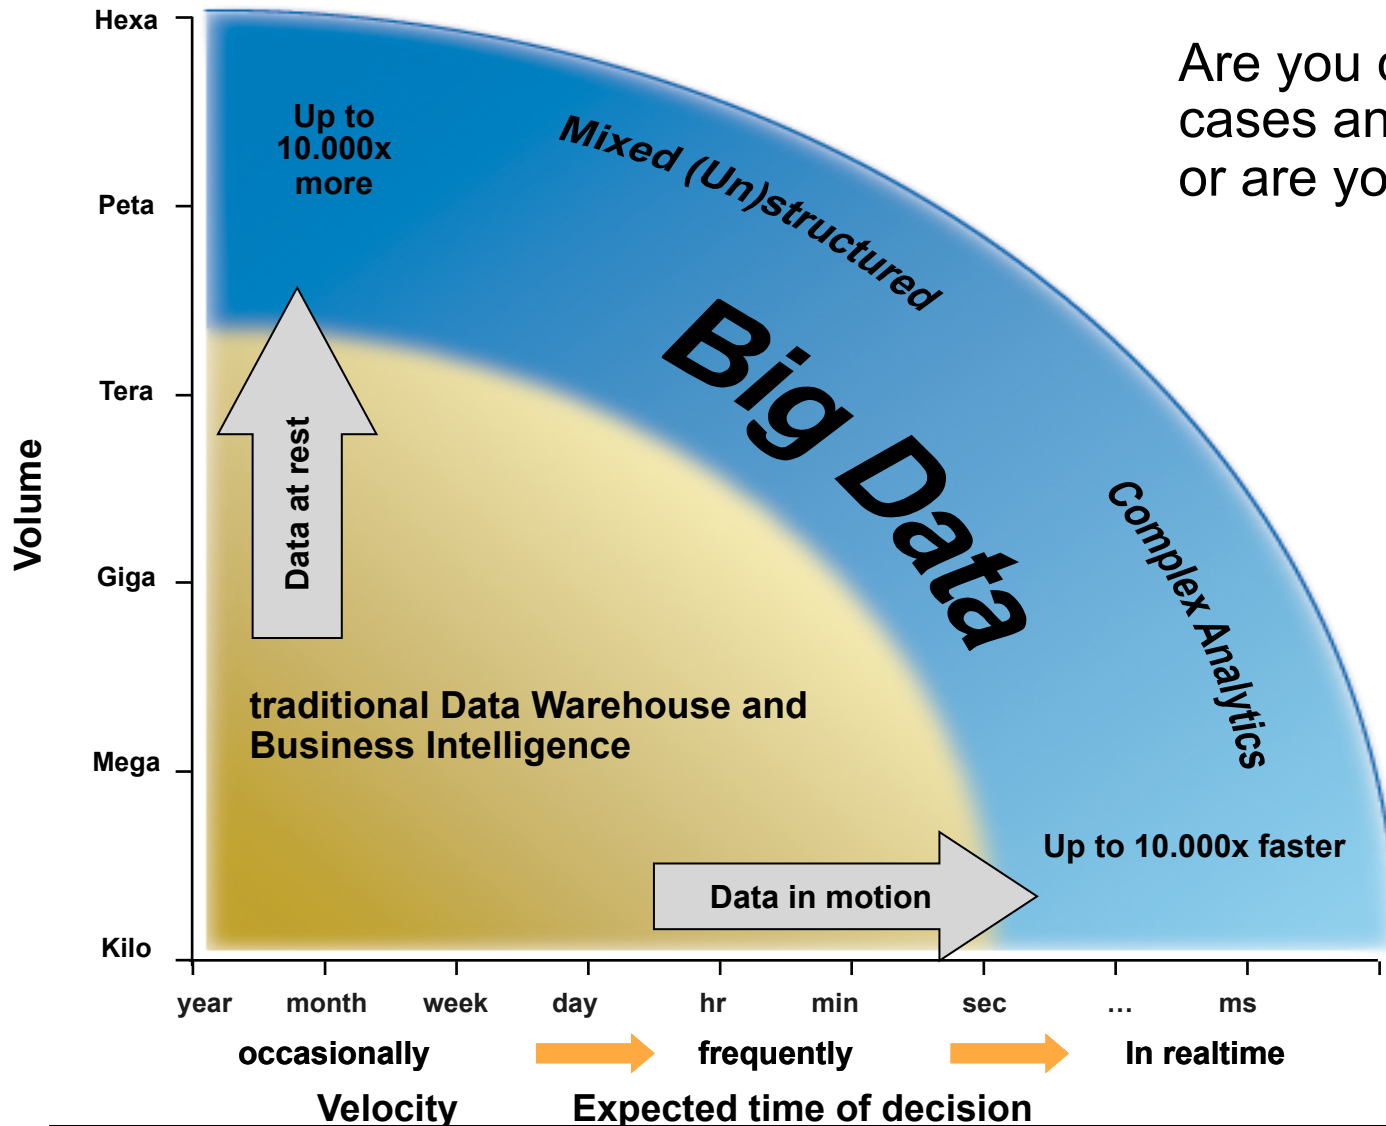 Hexa
Are you
cases
or are
Up to
10.000x
more
Mixed (Un)structured
Peta
Big Data
Tera
Data at rest
Volume
Complex Analytics
Giga
traditional Data Warehouse and
Business Intelligence
Mega
Up to 10.000x faster
Data in motion
Kilo
year month week day hr min sec ... ms
occasionally frequently In realtime
Velocity Expected time of decision